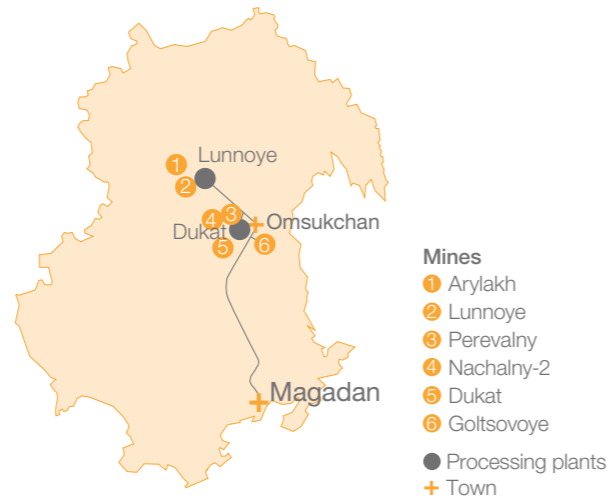 1
Lunnoye
2
4
3
Omsukchan
Dukat
5
6
Magadan
Mines
1 Arylakh
2 Lunnoye
3 Perevalny
4 Nachalny-2
5 Dukat
6 Goltsovoye
Processing plants
Town